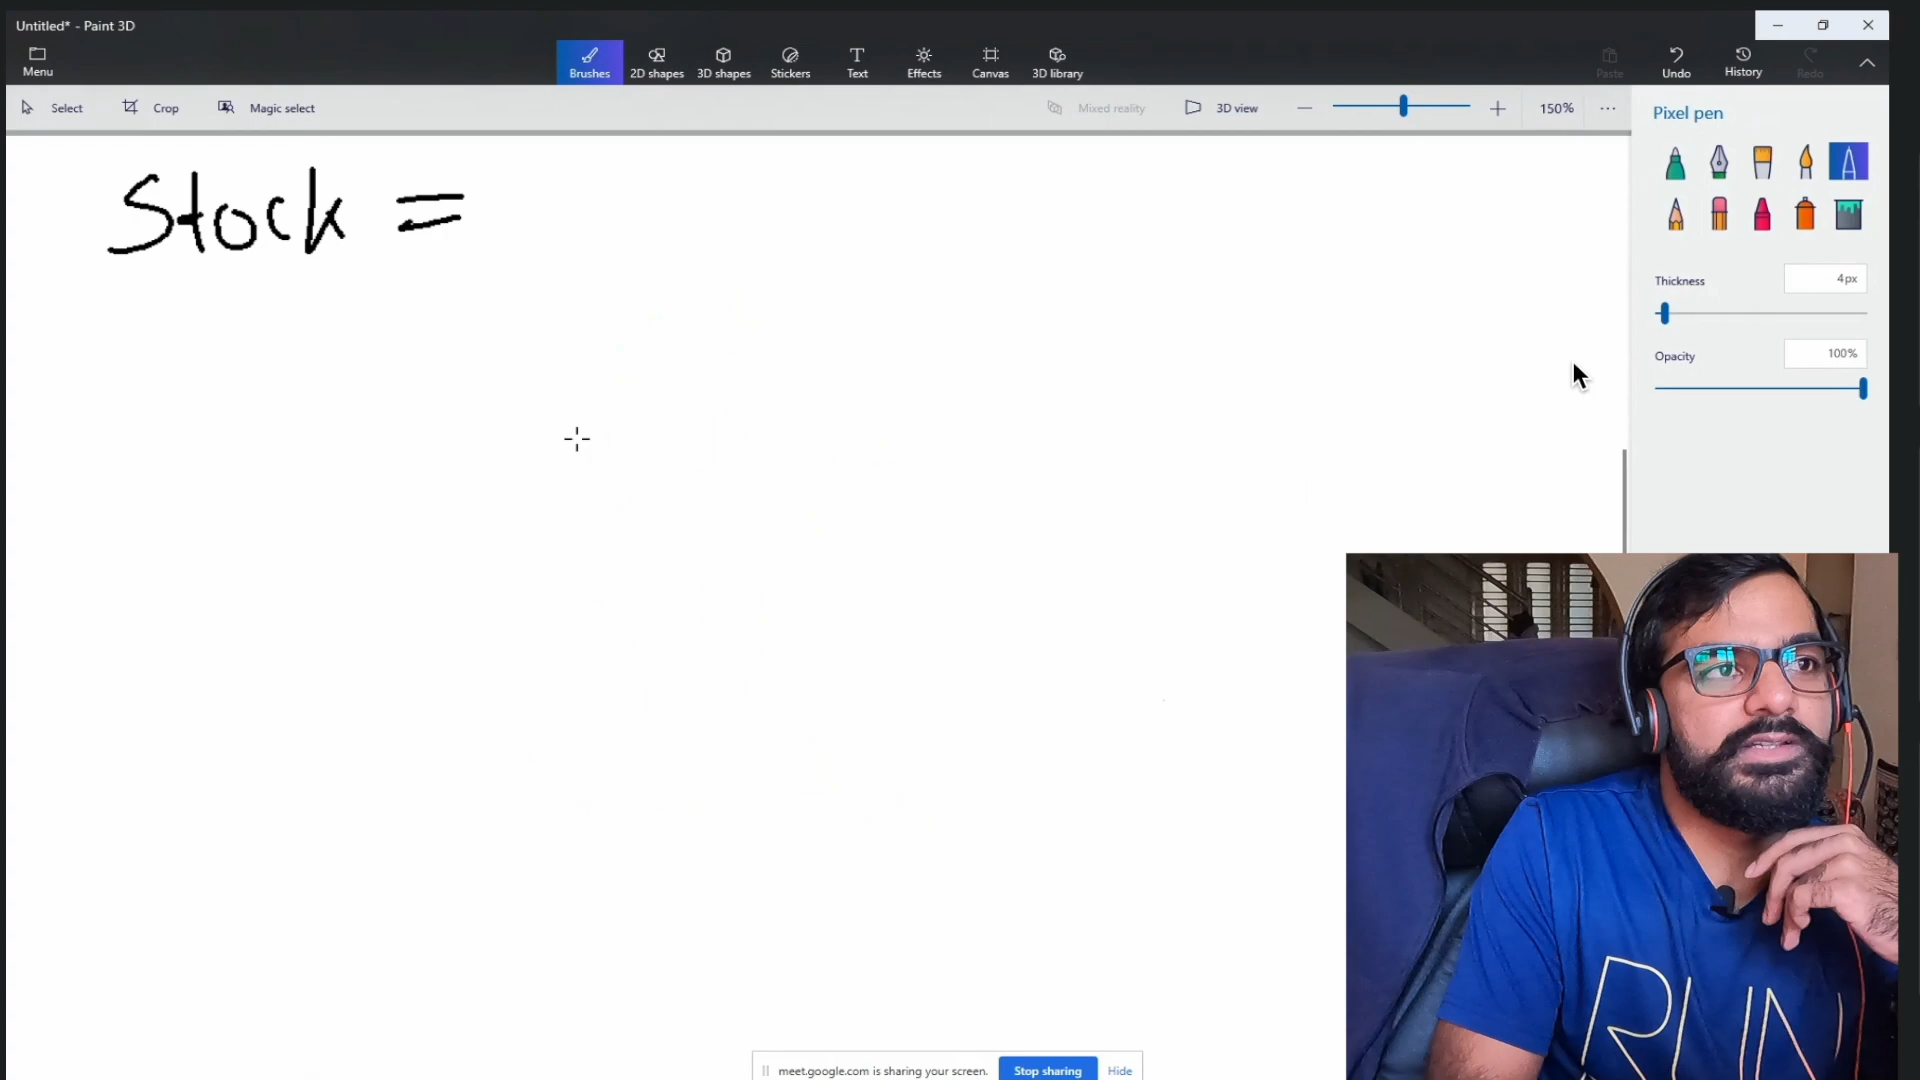 Untitled* - Paint 3D
Menu
Brushes
2D shapes
3D shapes
Stickers
Text
Effects
Canvas
3D library
Paste
Undo
History
Redo
Select
Crop
Magic select
Mixed reality
3D view
150%
Pixel pen
Thickness
4px
Opacity
100%
Stock =
RUN
meet.google.com is sharing your screen.
Stop sharing
Hide